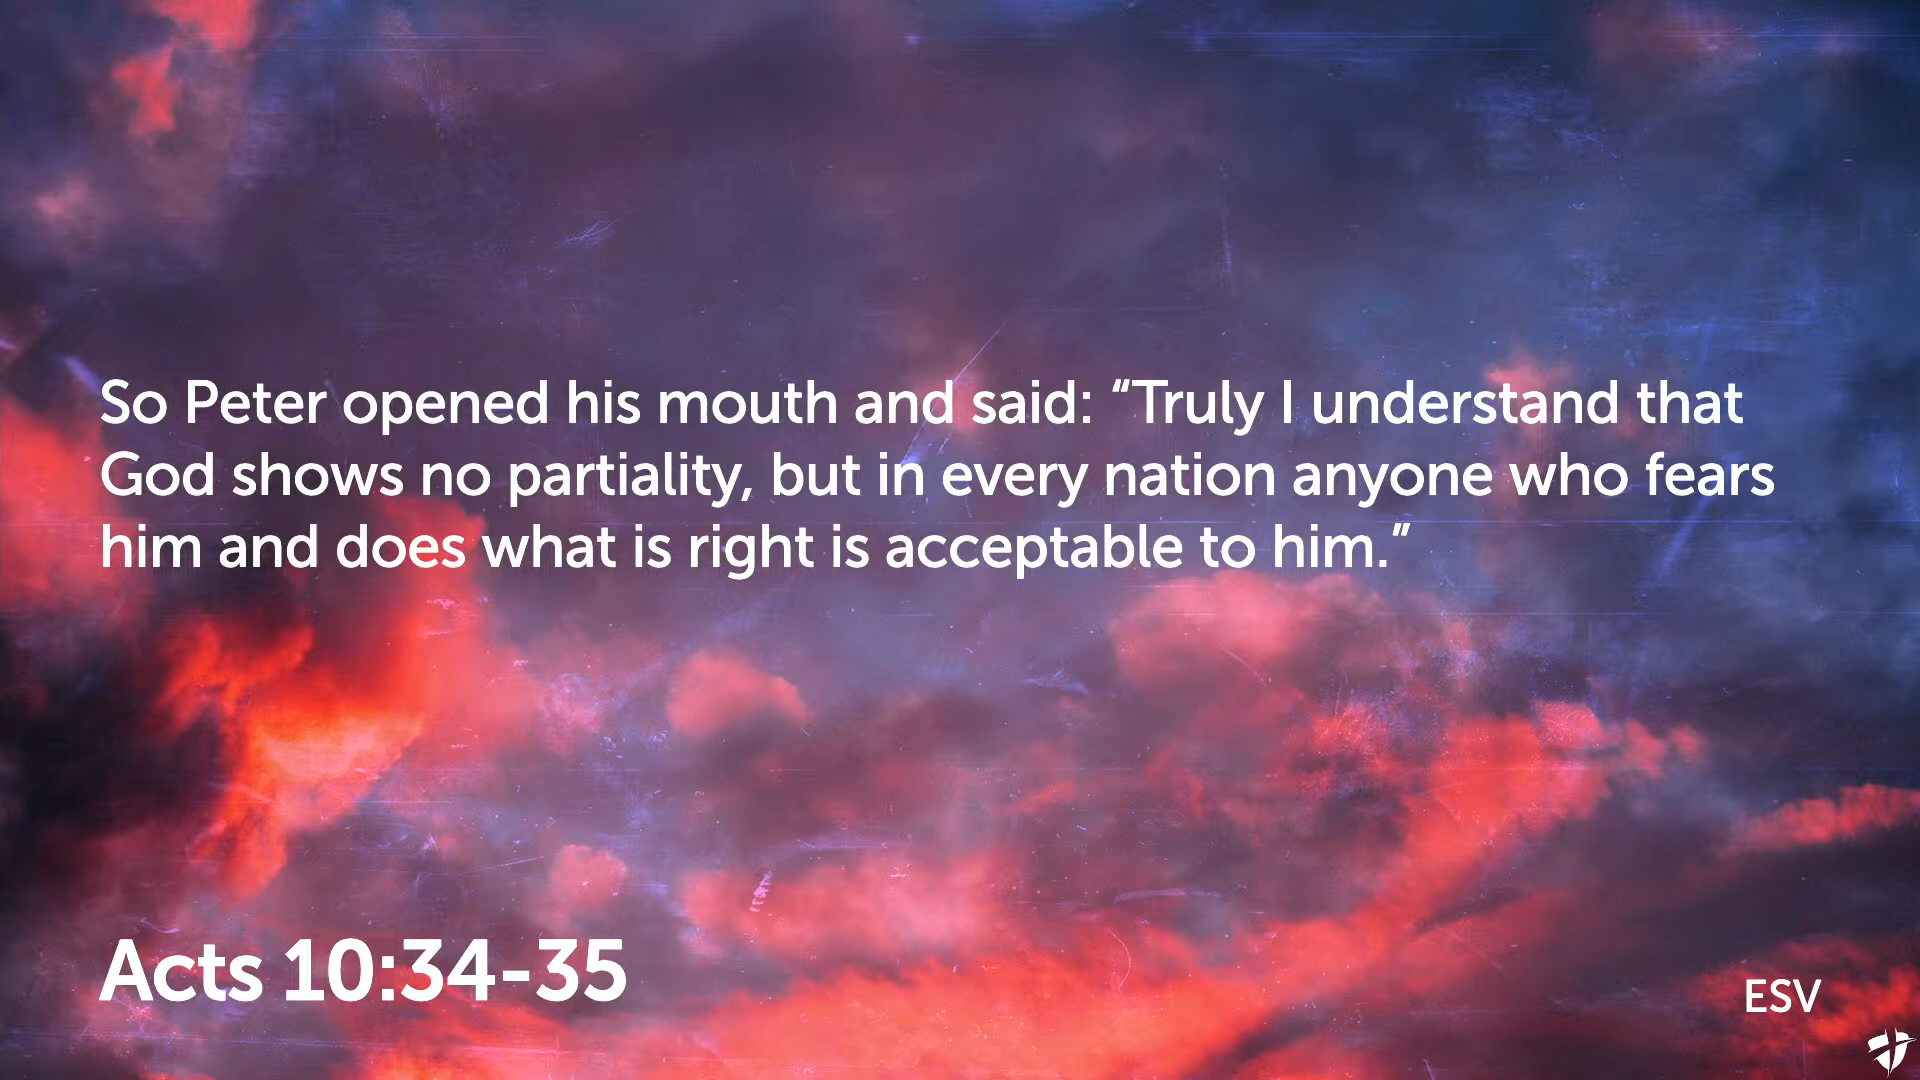 So Peter opened his mouth and said: “Truly I understand that
God shows no partiality, but in every nation anyone who fears
him and does what is right is acceptable to him.”
Acts 10:34-35
ESV